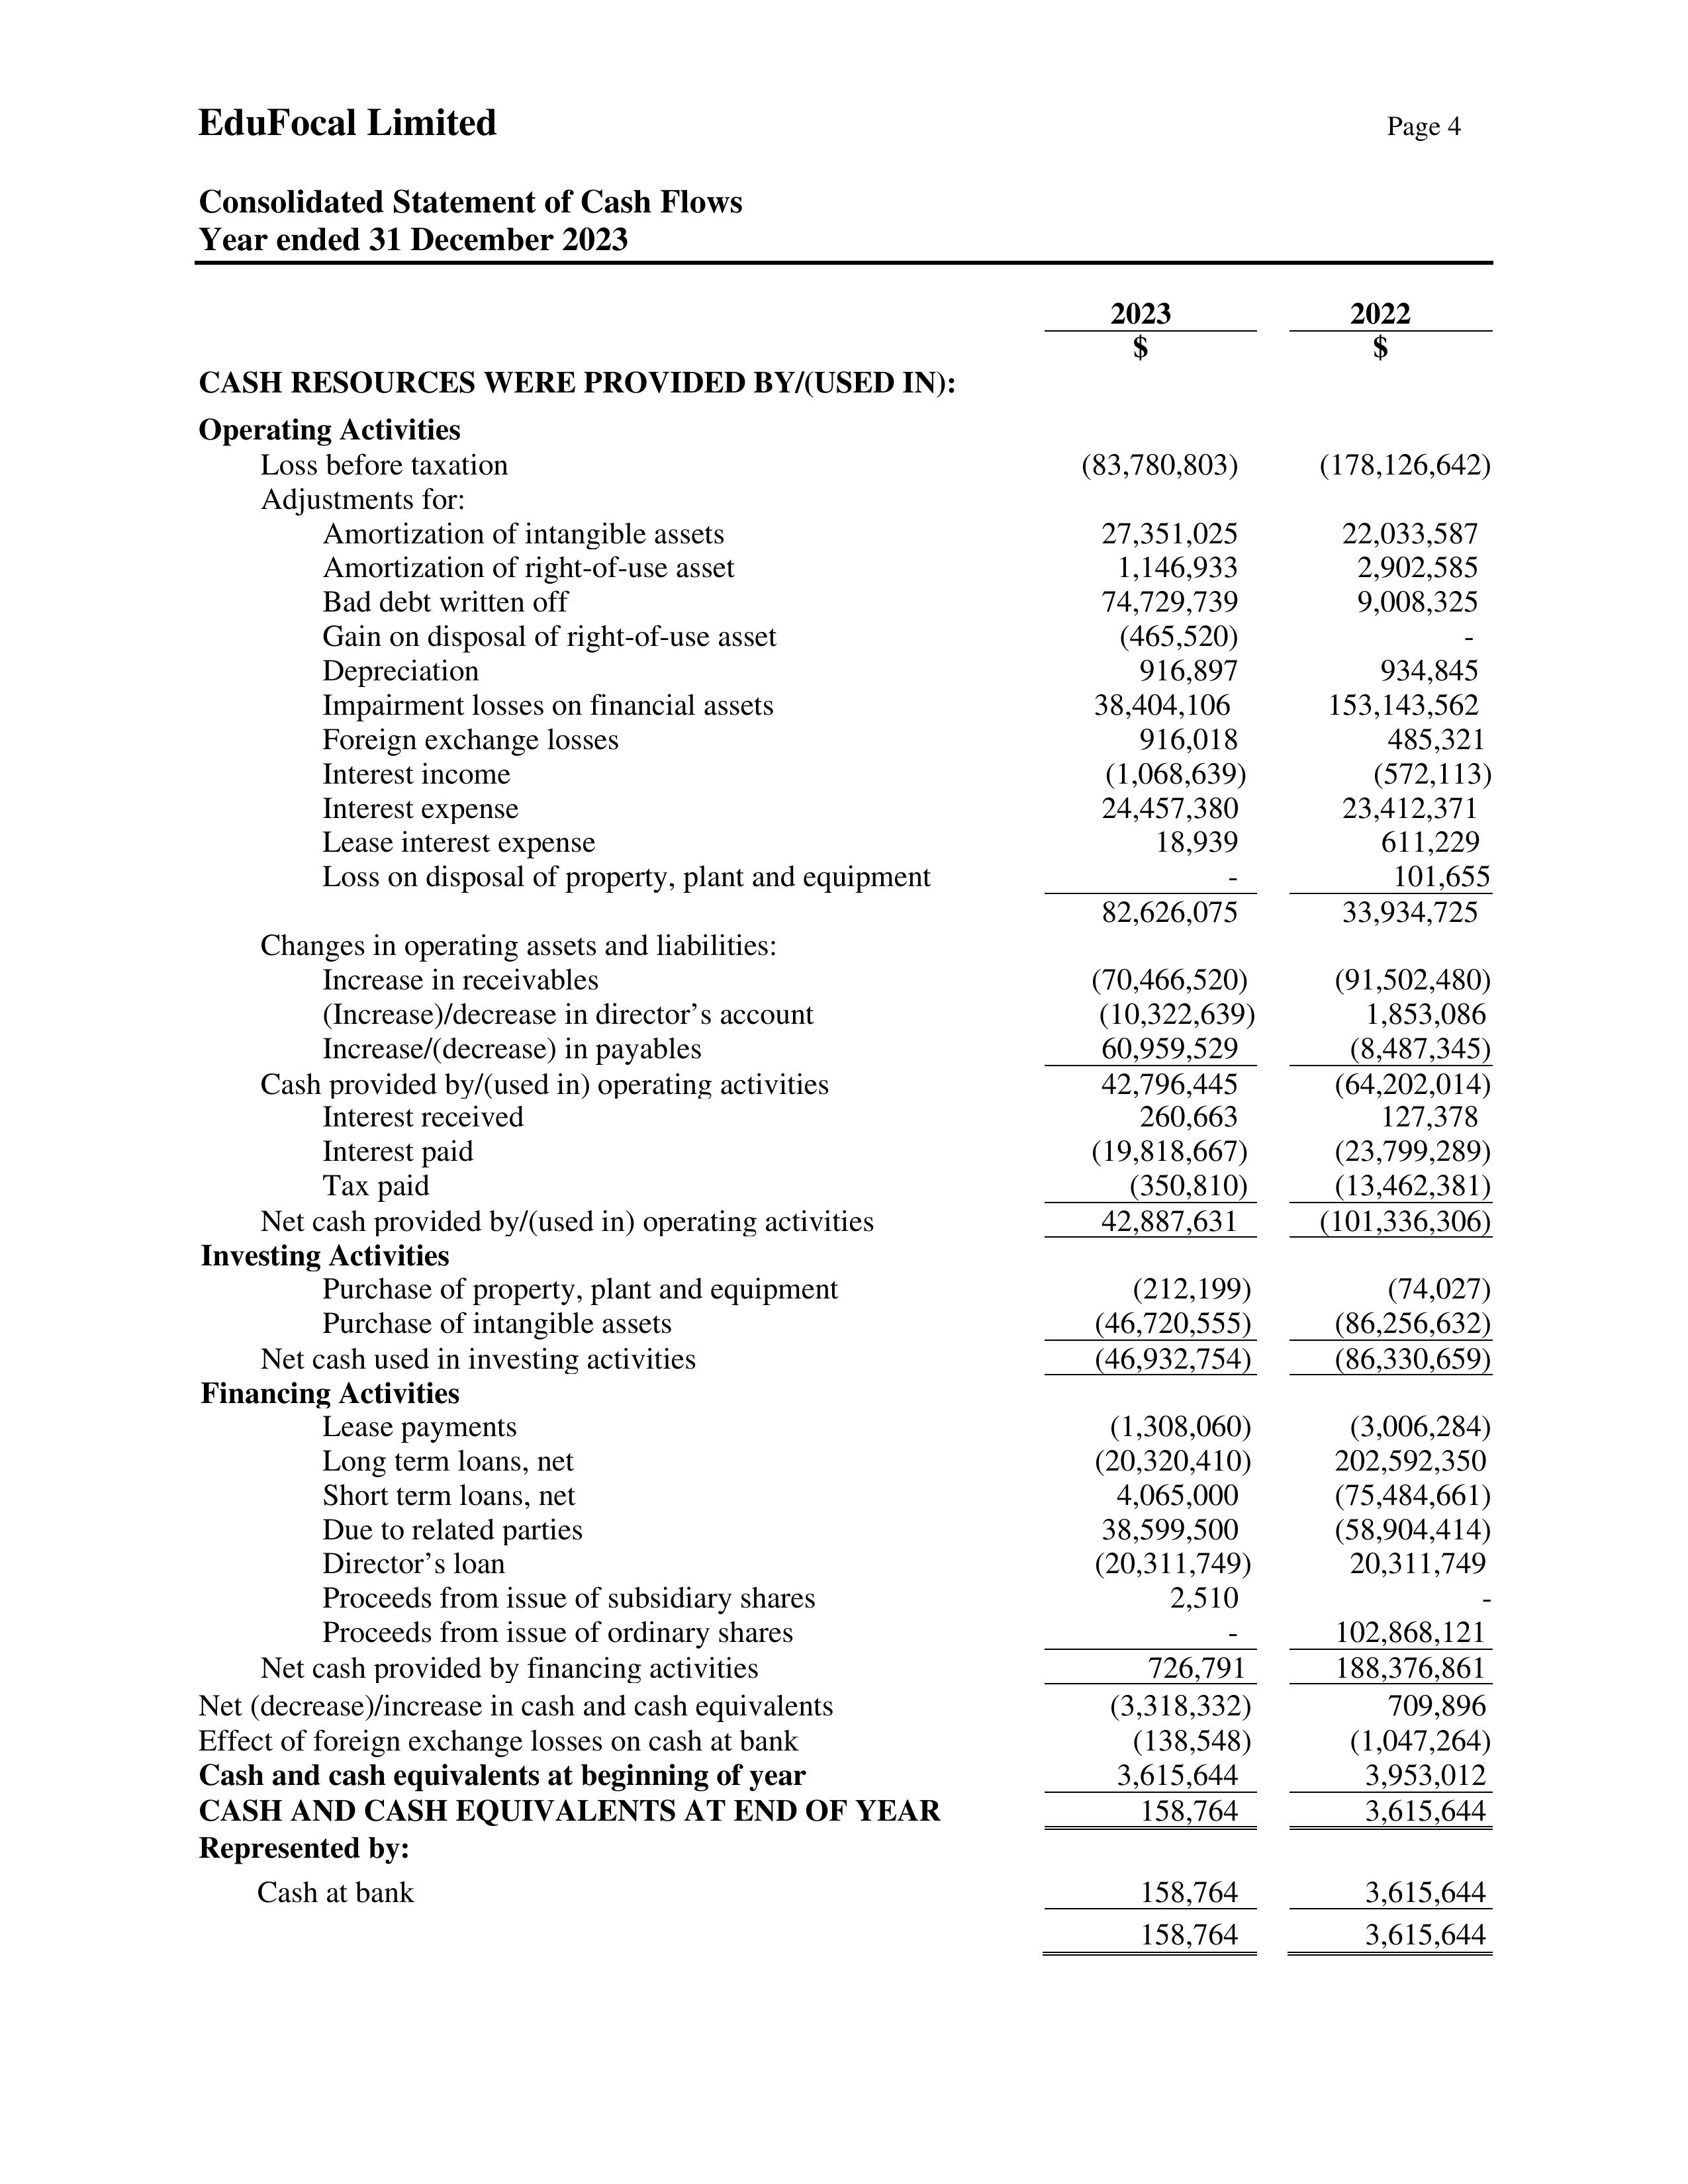 EduFocal Limited Page 4
Consolidated Statement of Cash Flows
Year ended 31 December 2023
2023 2022
$ $
CASH RESOURCES WERE PROVIDED BY/(USED IN):
Operating Activities
Loss before taxation (83,780,803) (178,126,642)
Adjustments for:
Amortization of intangible assets 27,351,025 22,033,587
Amortization of right-of-use asset 1,146,933 2,902,585
Bad debt written off 74,729,739 9,008,325
Gain on disposal of right-of-use asset (465,520) -
Depreciation 916,897 934,845
Impairment losses on financial assets 38,404,106 153,143,562
Foreign exchange losses 916,018 485,321
Interest income (1,068,639) (572,113)
Interest expense 24,457,380 23,412,371
Lease interest expense 18,939 611,229
Loss on disposal of property, plant and equipment - 101,655
82,626,075 33,934,725
Changes in operating assets and liabilities:
Increase in receivables (70,466,520) (91,502,480)
(Increase)/decrease in director’s account (10,322,639) 1,853,086
Increase/(decrease) in payables 60,959,529 (8,487,345)
Cash provided by/(used in) operating activities 42,796,445 (64,202,014)
Interest received 260,663 127,378
Interest paid (19,818,667) (23,799,289)
Tax paid (350,810) (13,462,381)
Net cash provided by/(used in) operating activities 42,887,631 (101,336,306)
Investing Activities
Purchase of property, plant and equipment (212,199) (74,027)
Purchase of intangible assets (46,720,555) (86,256,632)
Net cash used in investing activities (46,932,754) (86,330,659)
Financing Activities
Lease payments (1,308,060) (3,006,284)
Long term loans, net (20,320,410) 202,592,350
Short term loans, net 4,065,000 (75,484,661)
Due to related parties 38,599,500 (58,904,414)
Director’s loan (20,311,749) 20,311,749
Proceeds from issue of subsidiary shares 2,510 -
Proceeds from issue of ordinary shares - 102,868,121
Net cash provided by financing activities 726,791 188,376,861
Net (decrease)/increase in cash and cash equivalents (3,318,332) 709,896
Effect of foreign exchange losses on cash at bank (138,548) (1,047,264)
Cash and cash equivalents at beginning of year 3,615,644 3,953,012
CASH AND CASH EQUIVALENTS AT END OF YEAR 158,764 3,615,644
Represented by:
Cash at bank 158,764 3,615,644
158,764 3,615,644